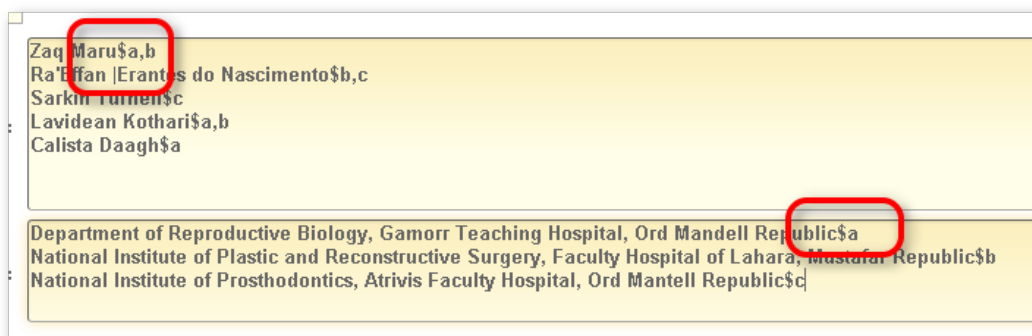 Zaq Maru$a,b
Ra'Effan |Erantes do Nascimento$b,c
Sarkin Turnen$c
Lavidean Kothari$a,b
Calista Daagh$a
Department of Reproductive Biology, Gamorr Teaching Hospital, Ord Mandell Republic$a
National Institute of Plastic and Reconstructive Surgery, Faculty Hospital of Lahara, Mustafar Republic$b
National Institute of Prosthodontics, Atrivis Faculty Hospital, Ord Mantell Republic$c